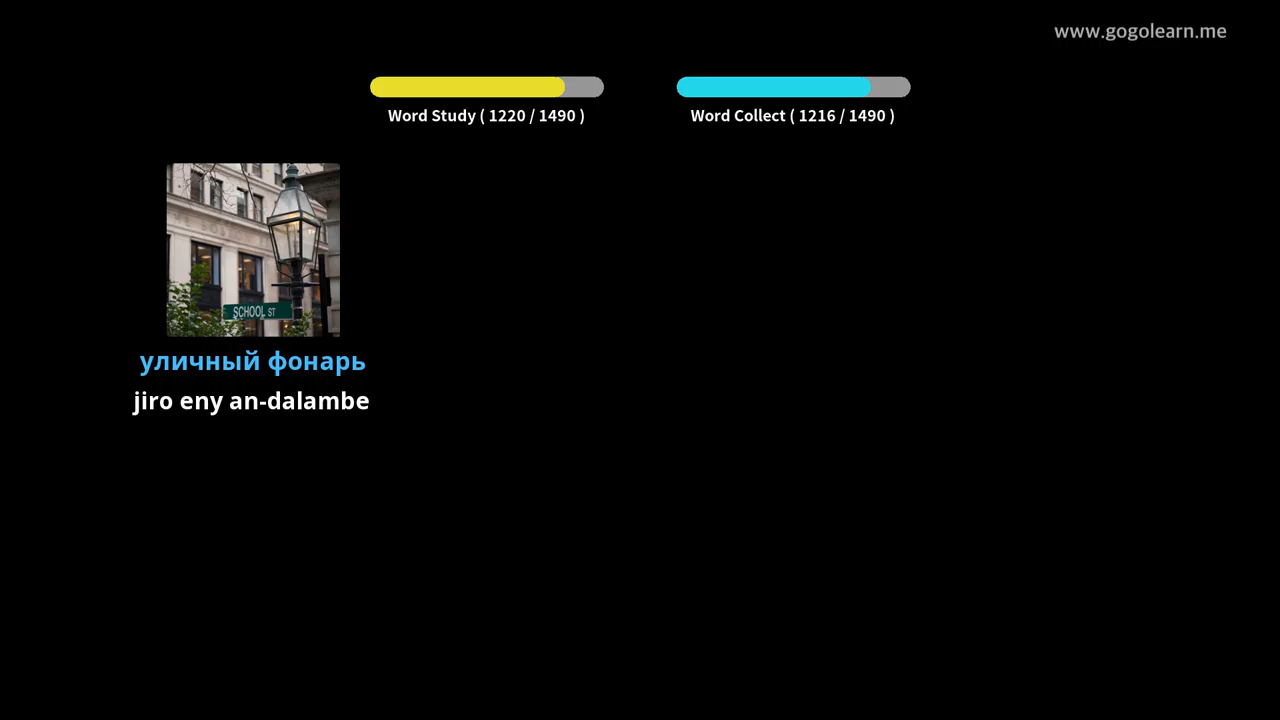 www.gogolearn.me
Word Study ( 1220 / 1490 )
Word Collect ( 1216 / 1490 )
SCHOOL ST
уличный фонарь
jiro eny an-dalambe